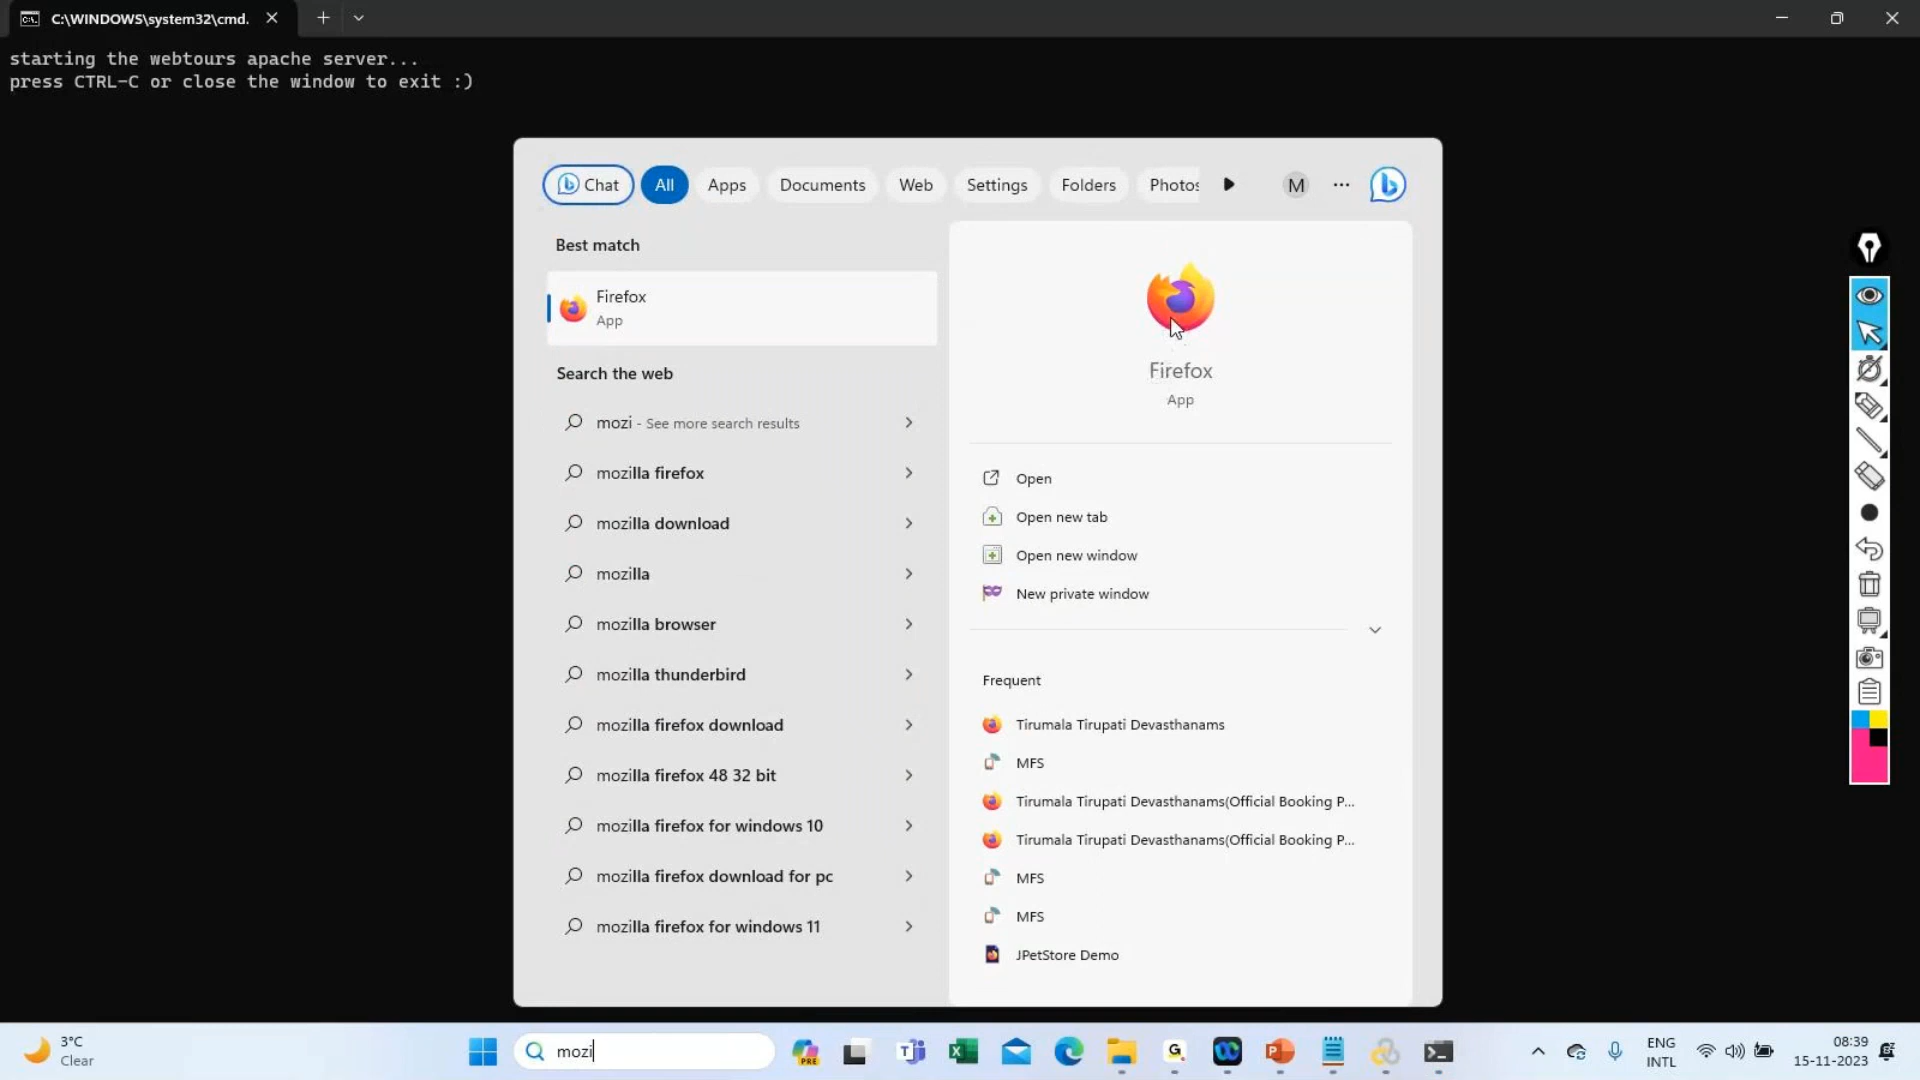 C:\WINDOWS\system32\cmd.
starting the webtours apache server...
press CTRL-C or close the window to exit :)
Chat
All
Apps
Documents
Web
Settings
Folders
Photos
M
Best match
Firefox
App
Search the web
mozi - See more search results
mozilla firefox
mozilla download
mozilla
mozilla browser
mozilla thunderbird
mozilla firefox download
mozilla firefox 48 32 bit
mozilla firefox for windows 10
mozilla firefox download for pc
mozilla firefox for windows 11
Firefox
App
Open
Open new tab
Open new window
New private window
Frequent
Tirumala Tirupati Devasthanams
MFS
Tirumala Tirupati Devasthanams(Official Booking P...
Tirumala Tirupati Devasthanams(Official Booking P...
MFS
MFS
JPetStore Demo
3°C
Clear
mozi
PRE
ENG
INTL
08:39
15-11-2023